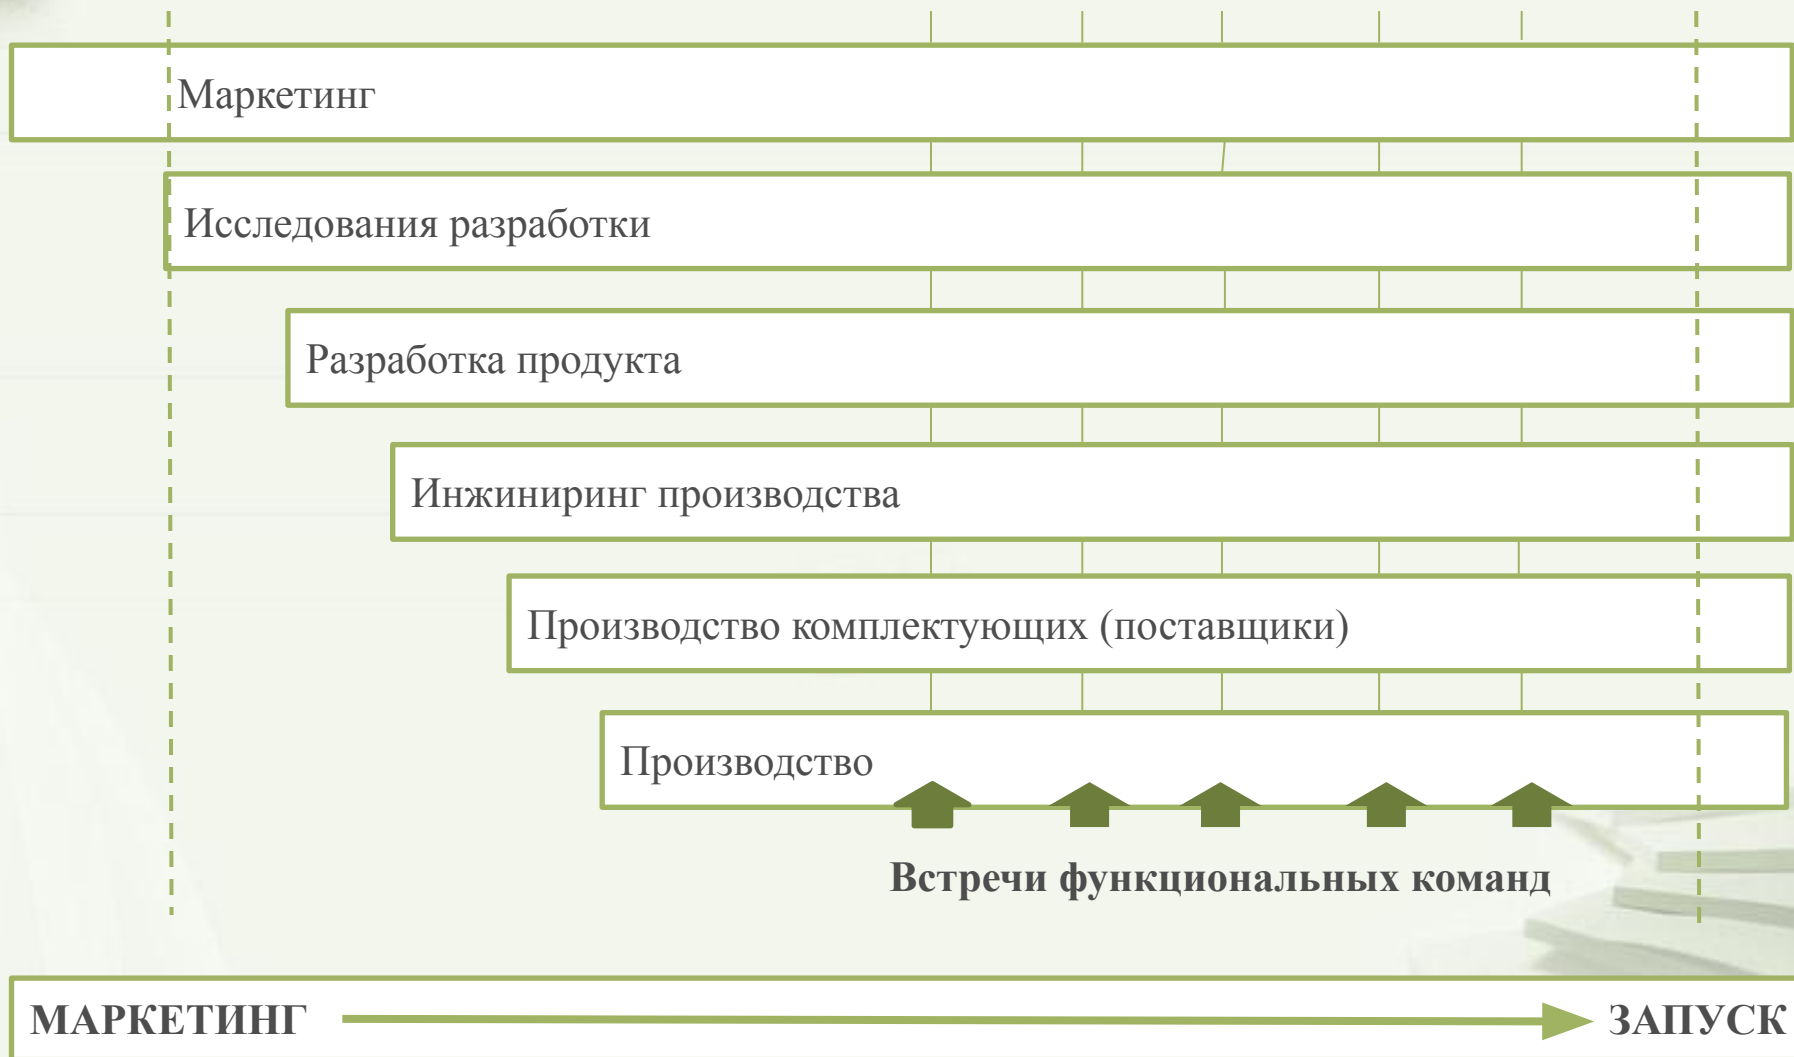 Маркетинг
Исследования разработки
Разработка продукта
Инжиниринг производства
Производство комплектующих (поставщики)
Производство
Встречи функциональных команд
МАРКЕТИНГ ЗАПУСК